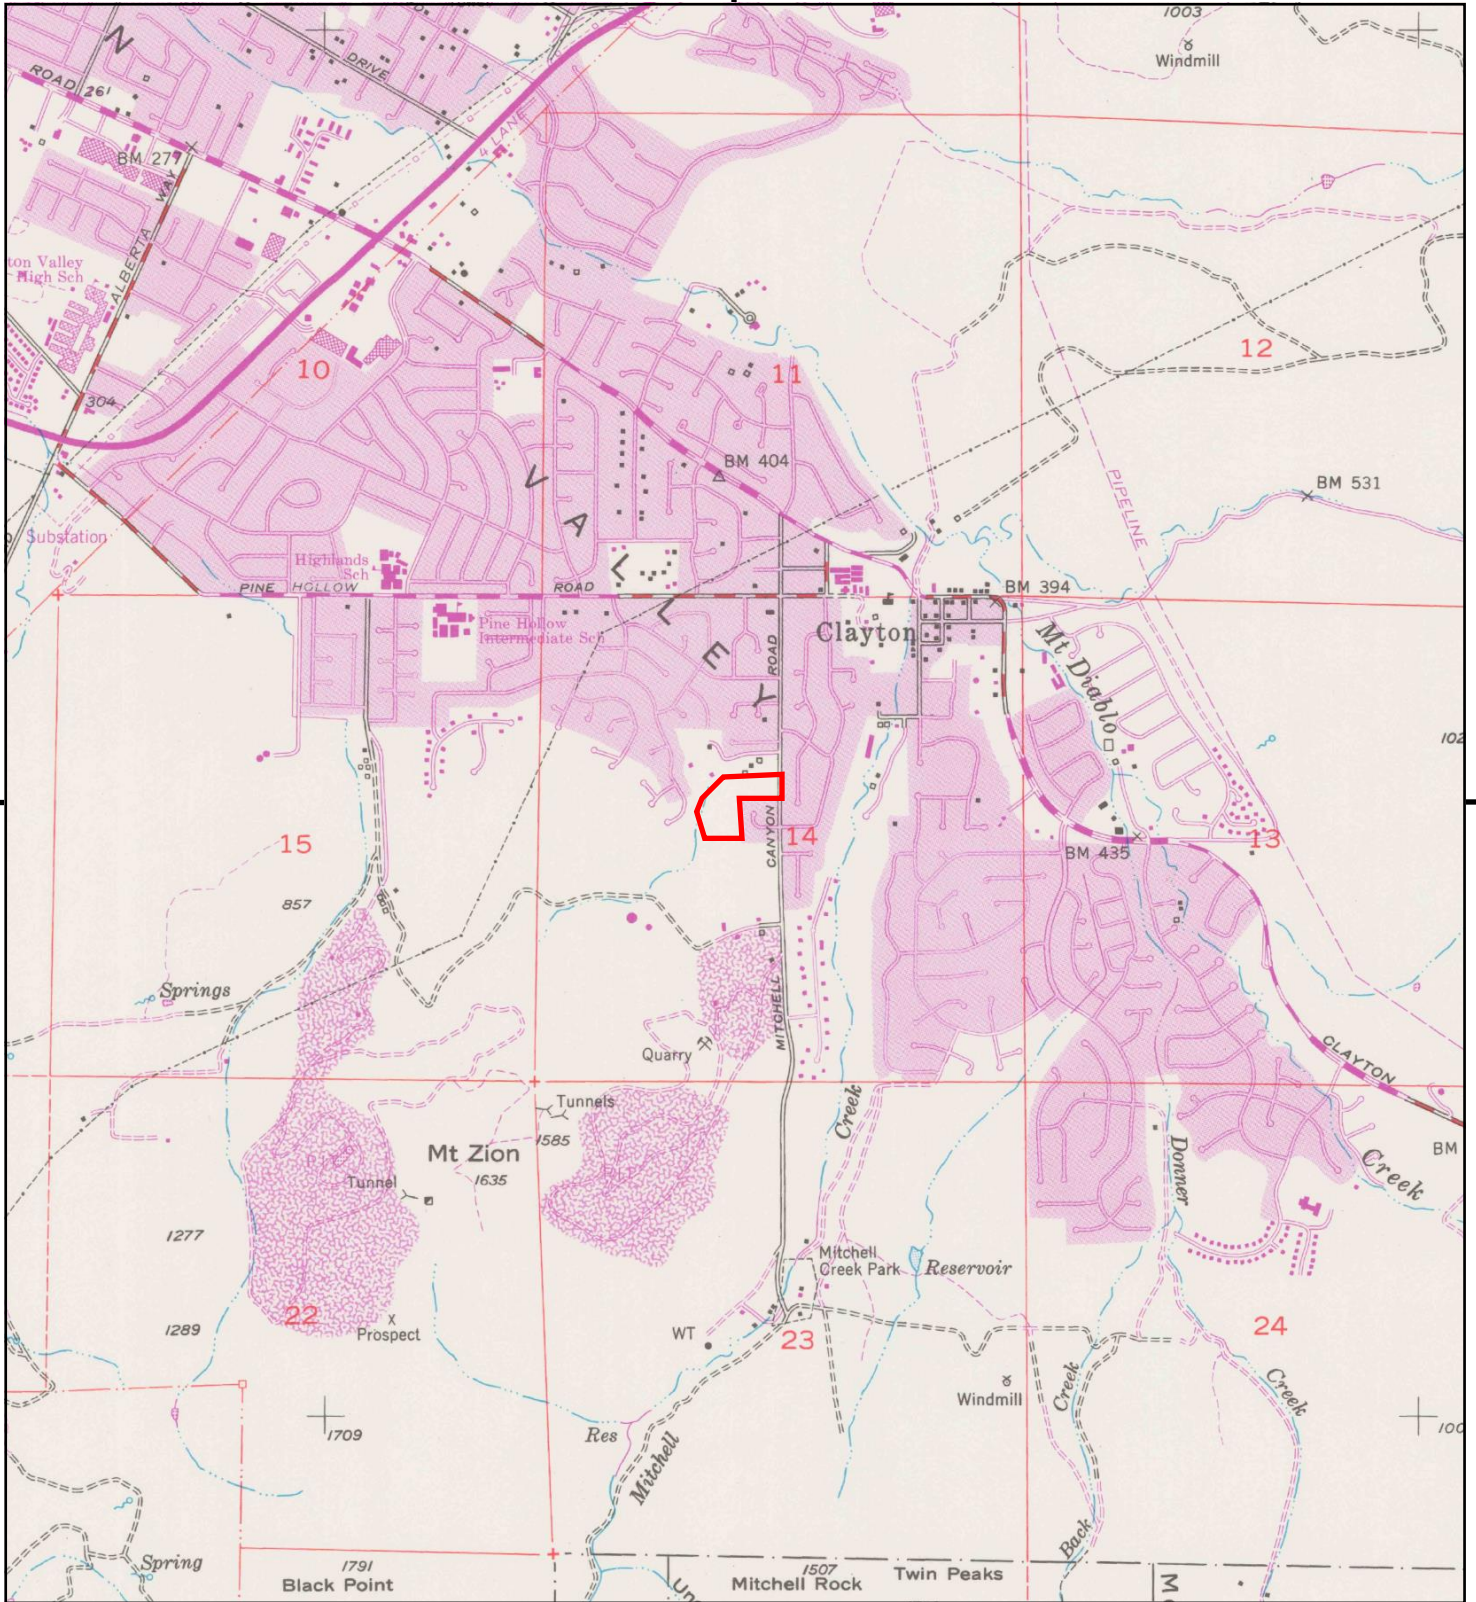 1003
Windmill
N
DRIVE
ROAD
261
4 LANE
BM 277
ALBERTA WAY
ton Valley
High Sch
10
11
12
304
BM 404
BM 531
PIPELINE
V
A
L
L
E
Y
Substation
Highlands
Sch
PINE HOLLOW ROAD
BM 394
Pine Hollow
Intermediate Sch
Clayton
Mt Diablo
Creek
ROAD
CANYON
MITCHELL
102
15
14
13
BM 435
857
Springs
Quarry
CLAYTON
Tunnels
1585
Mt Zion
1635
Tunnel
Creek
Donner
BM
1277
Mitchell
Creek Park
Reservoir
22
1289
Prospect
WT
23
24
Windmill
Creek
Creek
1709
Res
Mitchell
100
Back
Spring
1791
Black Point
1507
Mitchell Rock
Twin Peaks
M